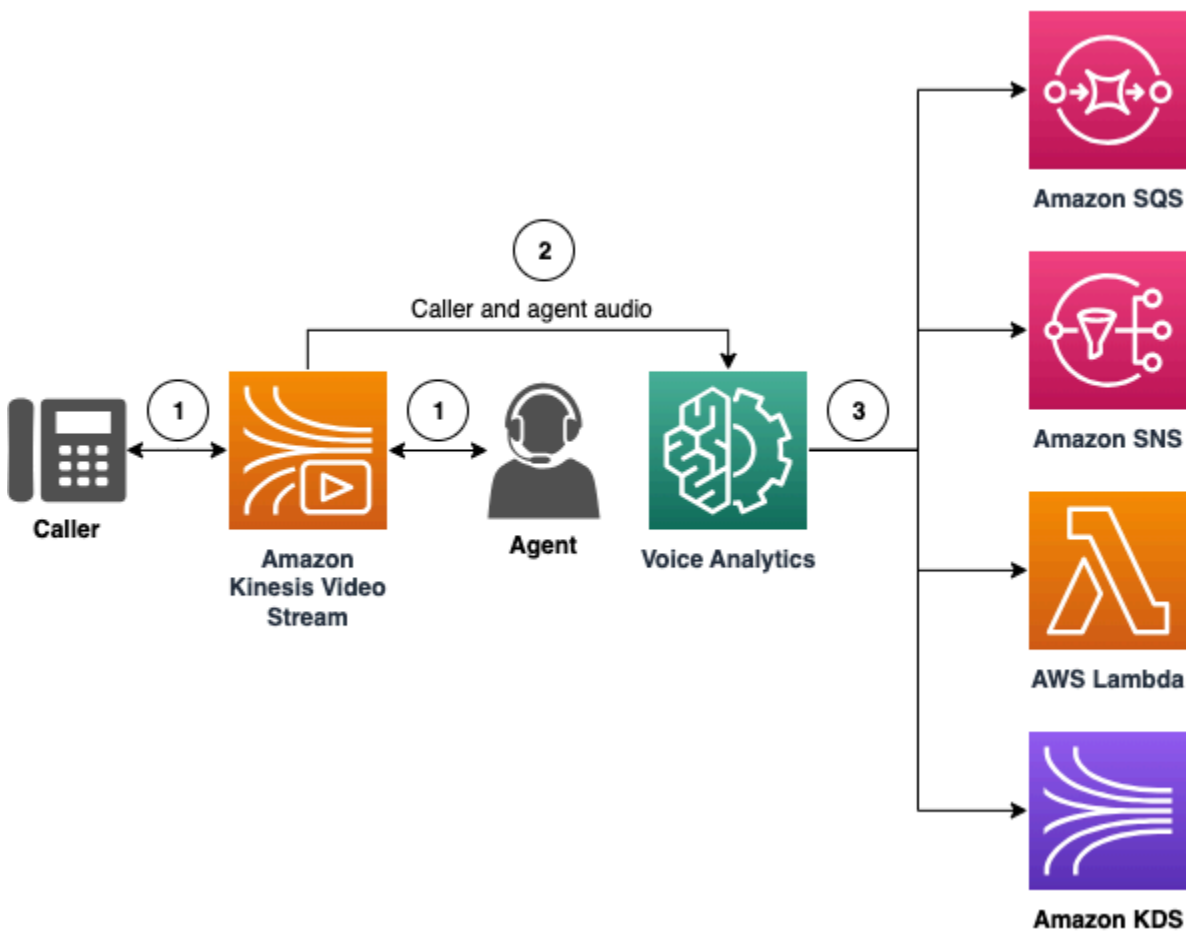 Amazon SQS
2
Caller and agent audio
Amazon SNS
1
1
3
Caller
Amazon
Kinesis Video
Stream
Agent
Voice Analytics
AWS Lambda
Amazon KDS